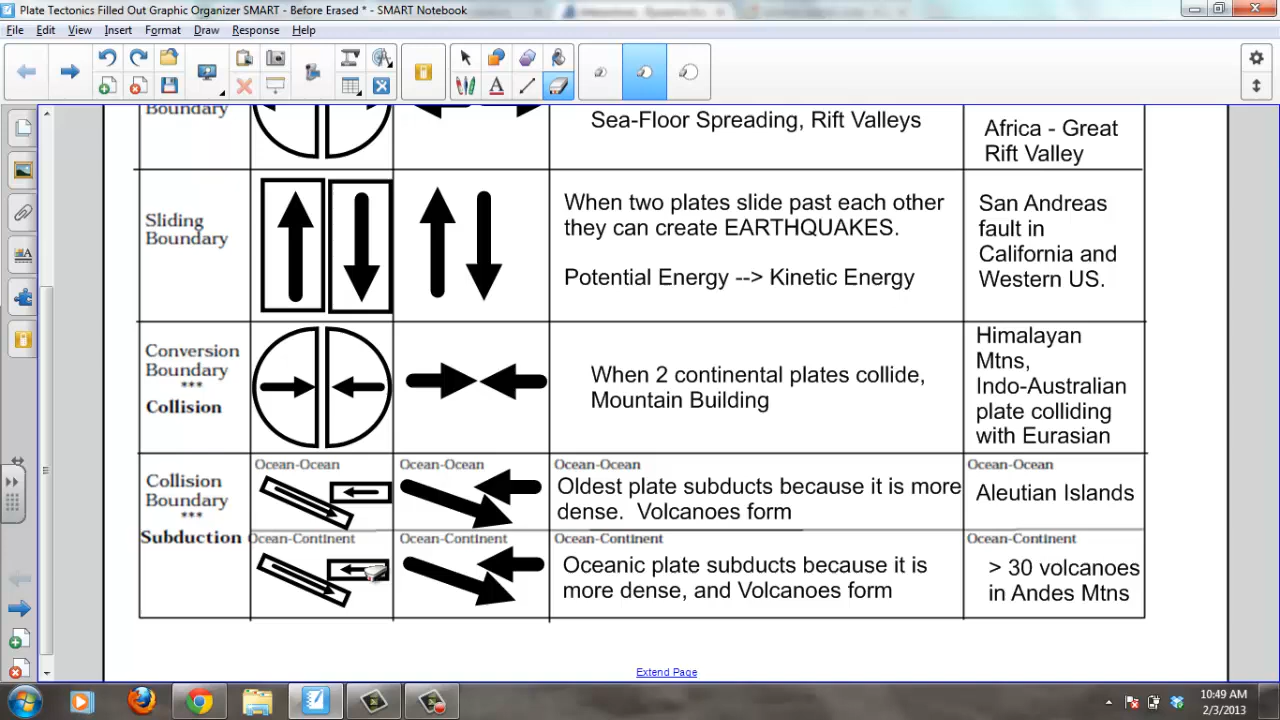 Plate Tectonics Filled Out Graphic Organizer SMART - Before Erased * - SMART Notebook
File Edit View Insert Format Draw Response Help
Boundary
Sea-Floor Spreading, Rift Valleys
Africa - Great
Rift Valley
Sliding
Boundary
When two plates slide past each other
they can create EARTHQUAKES.
Potential Energy --> Kinetic Energy
San Andreas
fault in
California and
Western US.
Conversion
Boundary
***
Collision
When 2 continental plates collide,
Mountain Building
Himalayan
Mtns,
Indo-Australian
plate colliding
with Eurasian
Collision
Boundary
***
Subduction
Ocean-Ocean
Ocean-Ocean
Ocean-Ocean
Oldest plate subducts because it is more
dense. Volcanoes form
Ocean-Ocean
Aleutian Islands
Ocean-Continent
Ocean-Continent
Ocean-Continent
Oceanic plate subducts because it is
more dense, and Volcanoes form
Ocean-Continent
> 30 volcanoes
in Andes Mtns
Extend Page
10:49 AM
2/3/2013